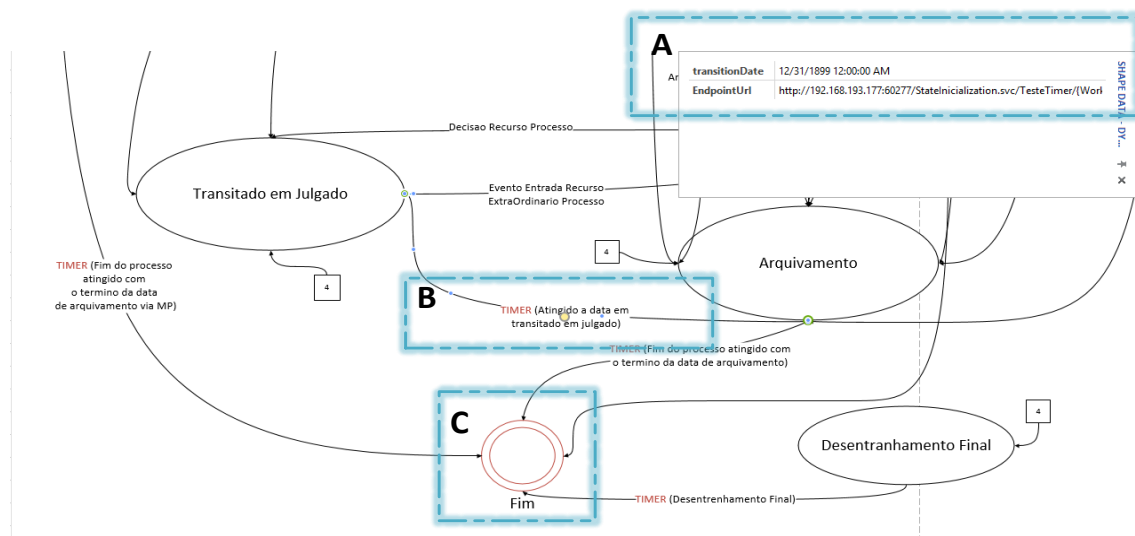 A
Ar
transitionDate 12/31/1899 12:00:00 AM
EndpointUrl http://192.168.193.177:60277/StateInicialization.svc/TesteTimer/{Work
SHAPE DATA - DY...
Decisao Recurso Processo
Transitado em Julgado
Evento Entrada Recurso
ExtraOrdinario Processo
4
Arquivamento
TIMER (Fim do processo
atingido com
o termino da data
de arquivamento via MP)
4
B
TIMER (Atingido a data em
transitado em julgado)
TIMER (Fim do processo atingido com
o termino da data de arquivamento)
C
Fim
4
Desentranhamento Final
TIMER (Desentrenhamento Final)